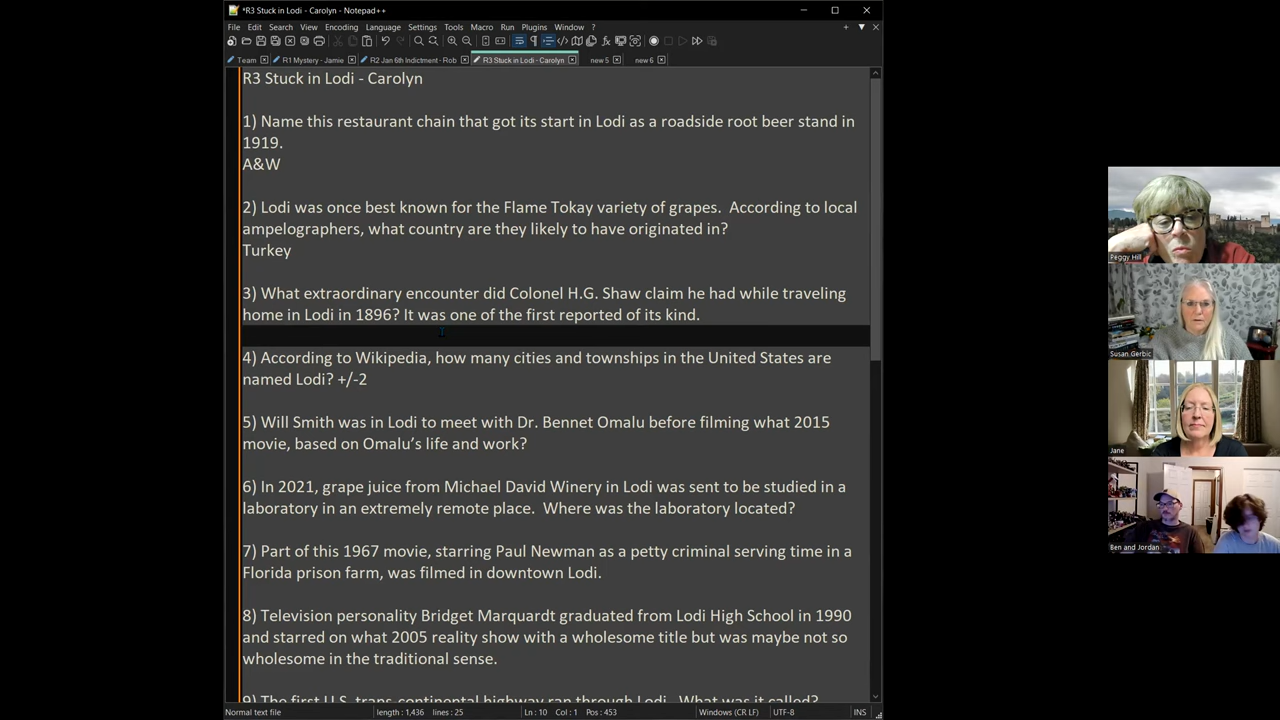 *R3 Stuck in Lodi - Carolyn - Notepad++
File Edit Search View Encoding Language Settings Tools Macro Run Plugins Window ?
Team R1 Mystery - Jamie R2 Jan 6th Indictment - Rob R3 Stuck in Lodi - Carolyn new 5 new 6
R3 Stuck in Lodi - Carolyn
1) Name this restaurant chain that got its start in Lodi as a roadside root beer stand in
1919.
A&W
2) Lodi was once best known for the Flame Tokay variety of grapes.  According to local
ampelographers, what country are they likely to have originated in?
Turkey
3) What extraordinary encounter did Colonel H.G. Shaw claim he had while traveling
home in Lodi in 1896? It was one of the first reported of its kind.
4) According to Wikipedia, how many cities and townships in the United States are
named Lodi? +/-2
5) Will Smith was in Lodi to meet with Dr. Bennet Omalu before filming what 2015
movie, based on Omalu’s life and work?
6) In 2021, grape juice from Michael David Winery in Lodi was sent to be studied in a
laboratory in an extremely remote place.  Where was the laboratory located?
7) Part of this 1967 movie, starring Paul Newman as a petty criminal serving time in a
Florida prison farm, was filmed in downtown Lodi.
8) Television personality Bridget Marquardt graduated from Lodi High School in 1990
and starred on what 2005 reality show with a wholesome title but was maybe not so
wholesome in the traditional sense.
9) The first U.S. trans-continental highway ran through Lodi.  What was it called?
Normal text file length : 1,436 lines : 25 Ln : 10 Col : 1 Pos : 453 Windows (CR LF) UTF-8 INS
Peggy Hill
Susan Gerbic
Jane
Ben and Jordan